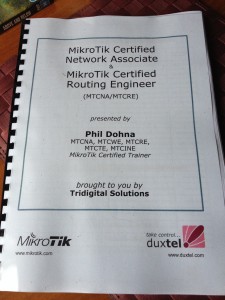 MikroTik Certified
Network Associate
&
MikroTik Certified
Routing Engineer
(MTCNA/MTCRE)
presented by
Phil Dohna
MTCNA, MTCWE, MTCRE,
MTCTE, MTCINE
MikroTik Certified Trainer
brought to you by
Tridigital Solutions
MikroTik
www.mikrotik.com
take control...
duxtel
www.duxtel.com